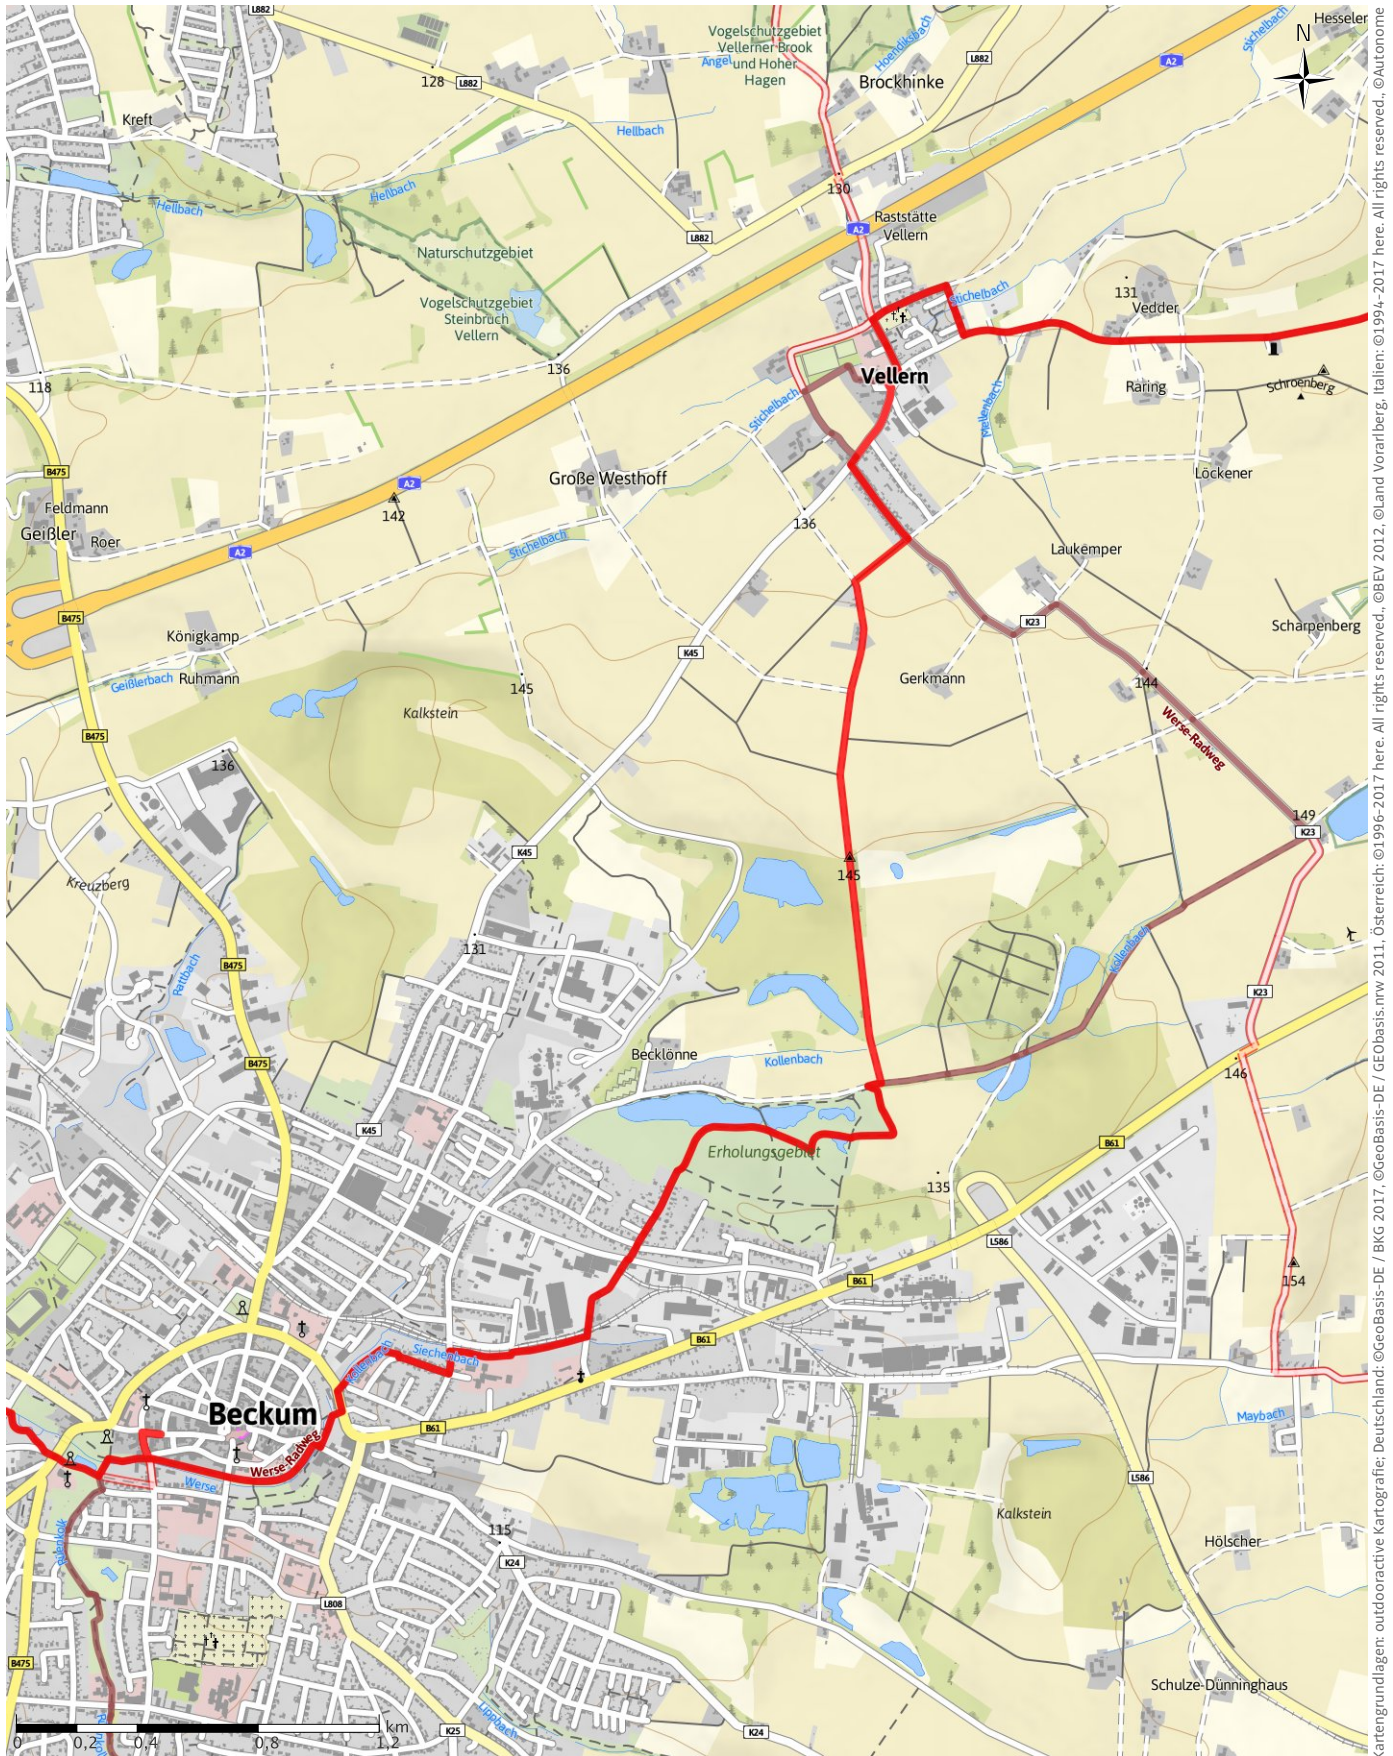 L882
Hesseler
N
Vogelschutzgebiet
Vellerner Brook
und Hoher
Hagen
Angel
Hoendiksbach
Stichelbach
L882
A2
128
L882
Brockhinke
Kreft
Hellbach
Hellbach
Hellbach
130
Raststätte
Vellern
A2
L882
Naturschutzgebiet
Vogelschutzgebiet
Steinbruch
Vellern
Stichelbach
131
Vedder
136
118
Vellern
Raring
Schroenberg
Stichelbach
Mellenbach
B475
A2
Große Westhoff
Löckener
Feldmann
142
Geißler
Roer
136
A2
Stichelbach
Laukemper
B475
K23
Königkamp
Scharpenberg
K45
Geißlerbach
Ruhmann
145
Gerkmann
144
Kalkstein
Werse-Radweg
B475
136
149
K23
K45
145
Kreuzberg
131
Kollenbach
Rattbach
B475
K23
Becklönne
Kollenbach
B475
146
K45
B61
Erholungsgebiet
135
L586
B61
154
B61
Kollenbach
Siechenbach
Beckum
B61
Maybach
Werse-Radweg
Werse
L586
Kalkstein
115
Rüenkolk
K24
Hölscher
L808
B475
Schulze-Dünninghaus
Lippbach
K25
K24
km
0
0,2
0,4
0,8
1,2
artengrundlagen: outdooractive Kartografie; Deutschland: ©GeoBasis-DE / BKG 2017, ©GeoBasis-DE / GEObasis.nrw 2011, Österreich: ©1996-2017 here. All rights reserved., ©BEV 2012, ©Land Vorarlberg, Italien: ©1994-2017 here. All rights reserved., ©Autonome